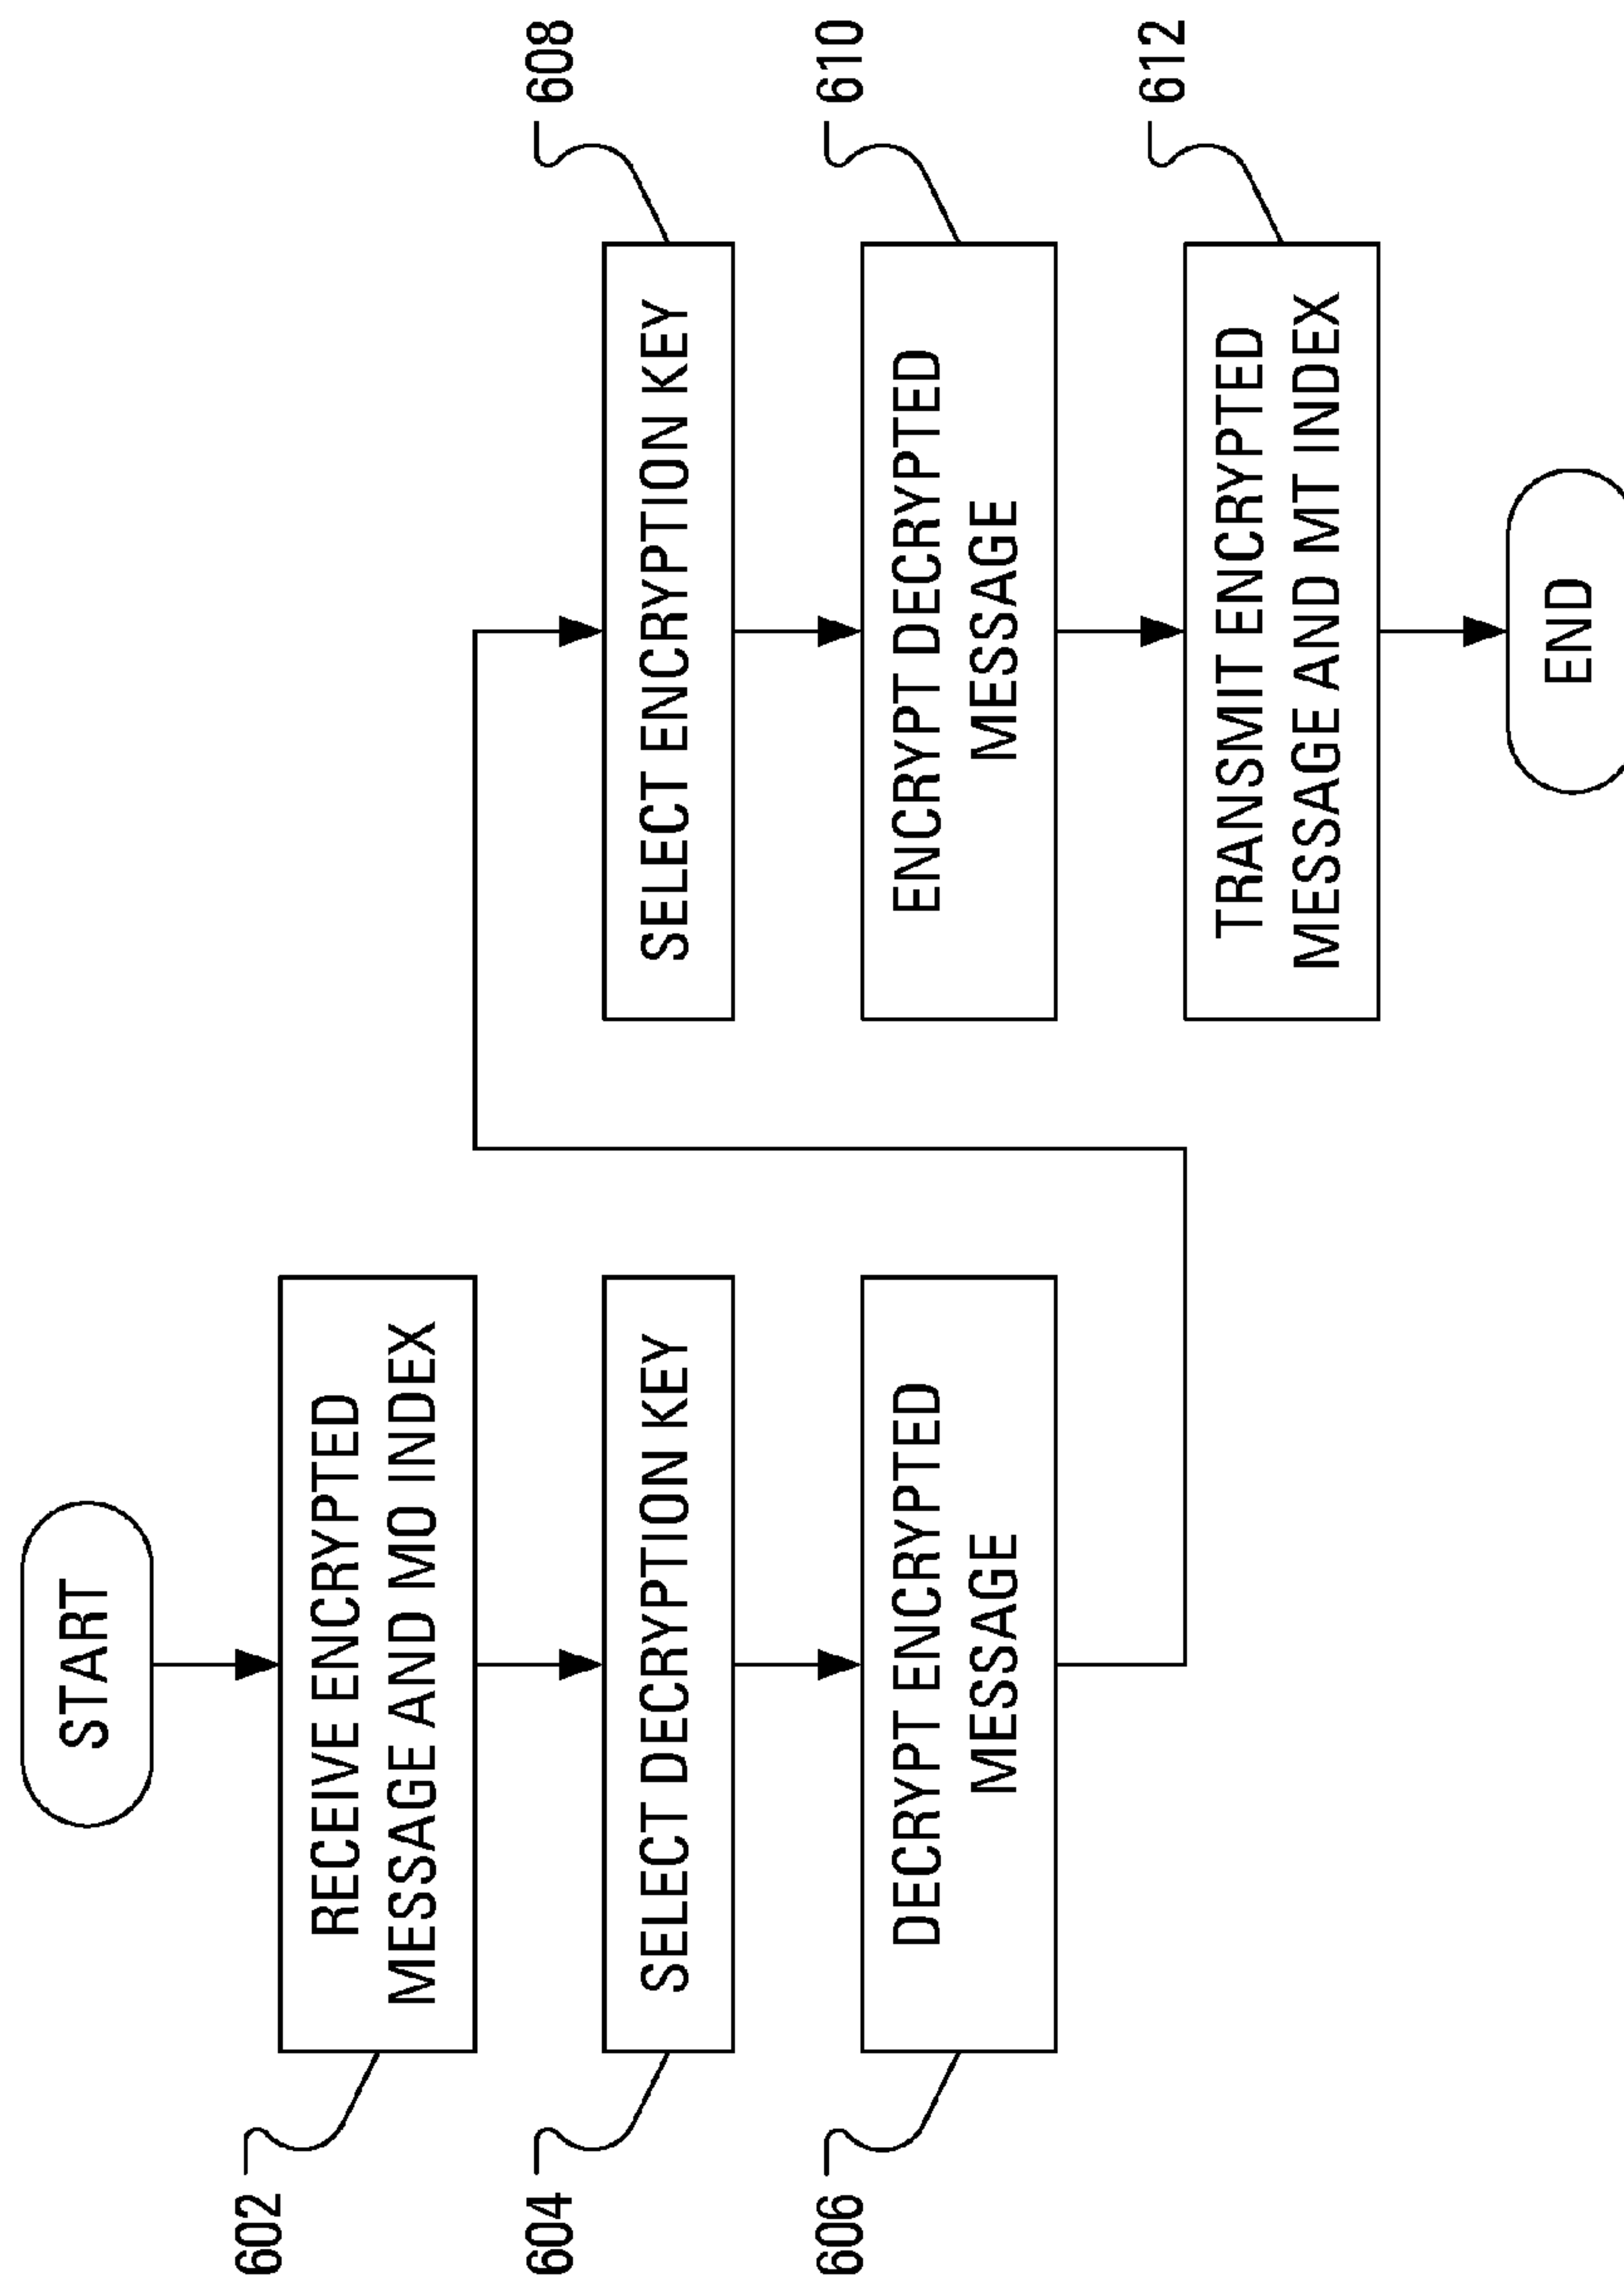 START
602
RECEIVE ENCRYPTED
MESSAGE AND MO INDEX
604
SELECT DECRYPTION KEY
606
DECRYPT ENCRYPTED
MESSAGE
SELECT ENCRYPTION KEY
608
ENCRYPT DECRYPTED
MESSAGE
610
TRANSMIT ENCRYPTED
MESSAGE AND MT INDEX
612
END